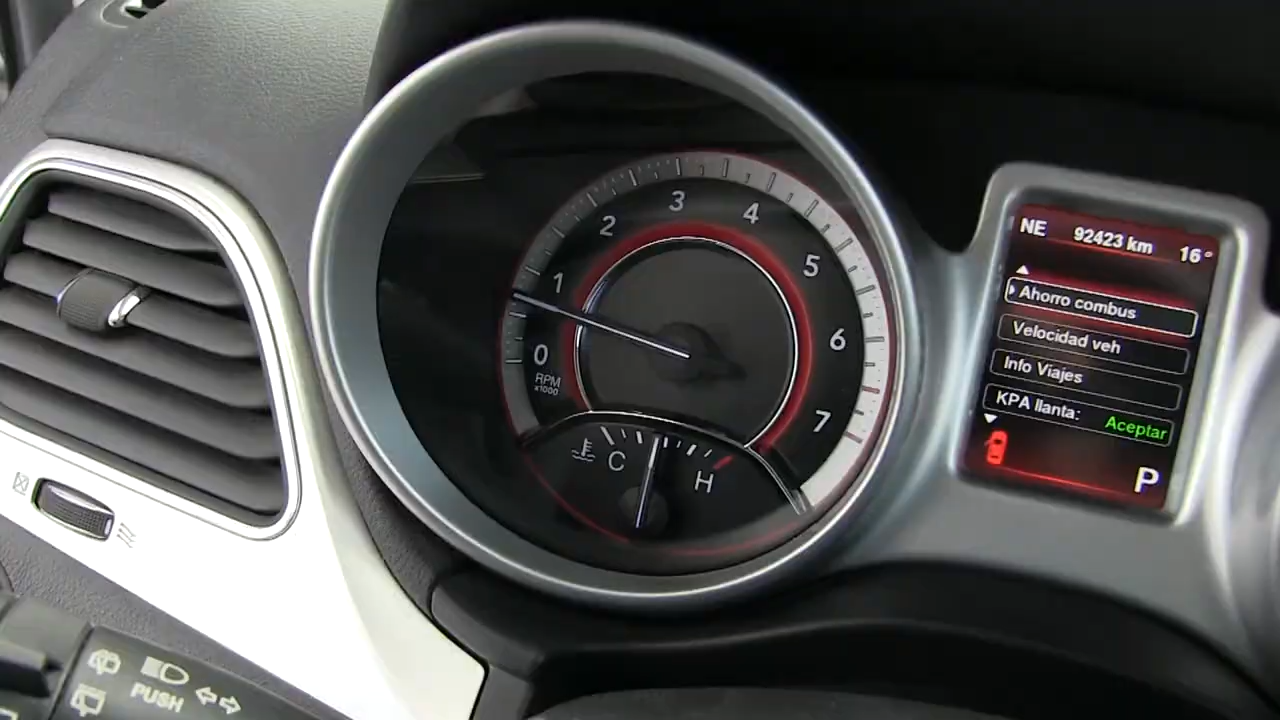 0
1
2
3
4
5
6
7
RPM
x1000
C
H
NE 92423 km 16°
Ahorro combus
Velocidad veh
Info Viajes
KPA llanta: Aceptar
P
PUSH